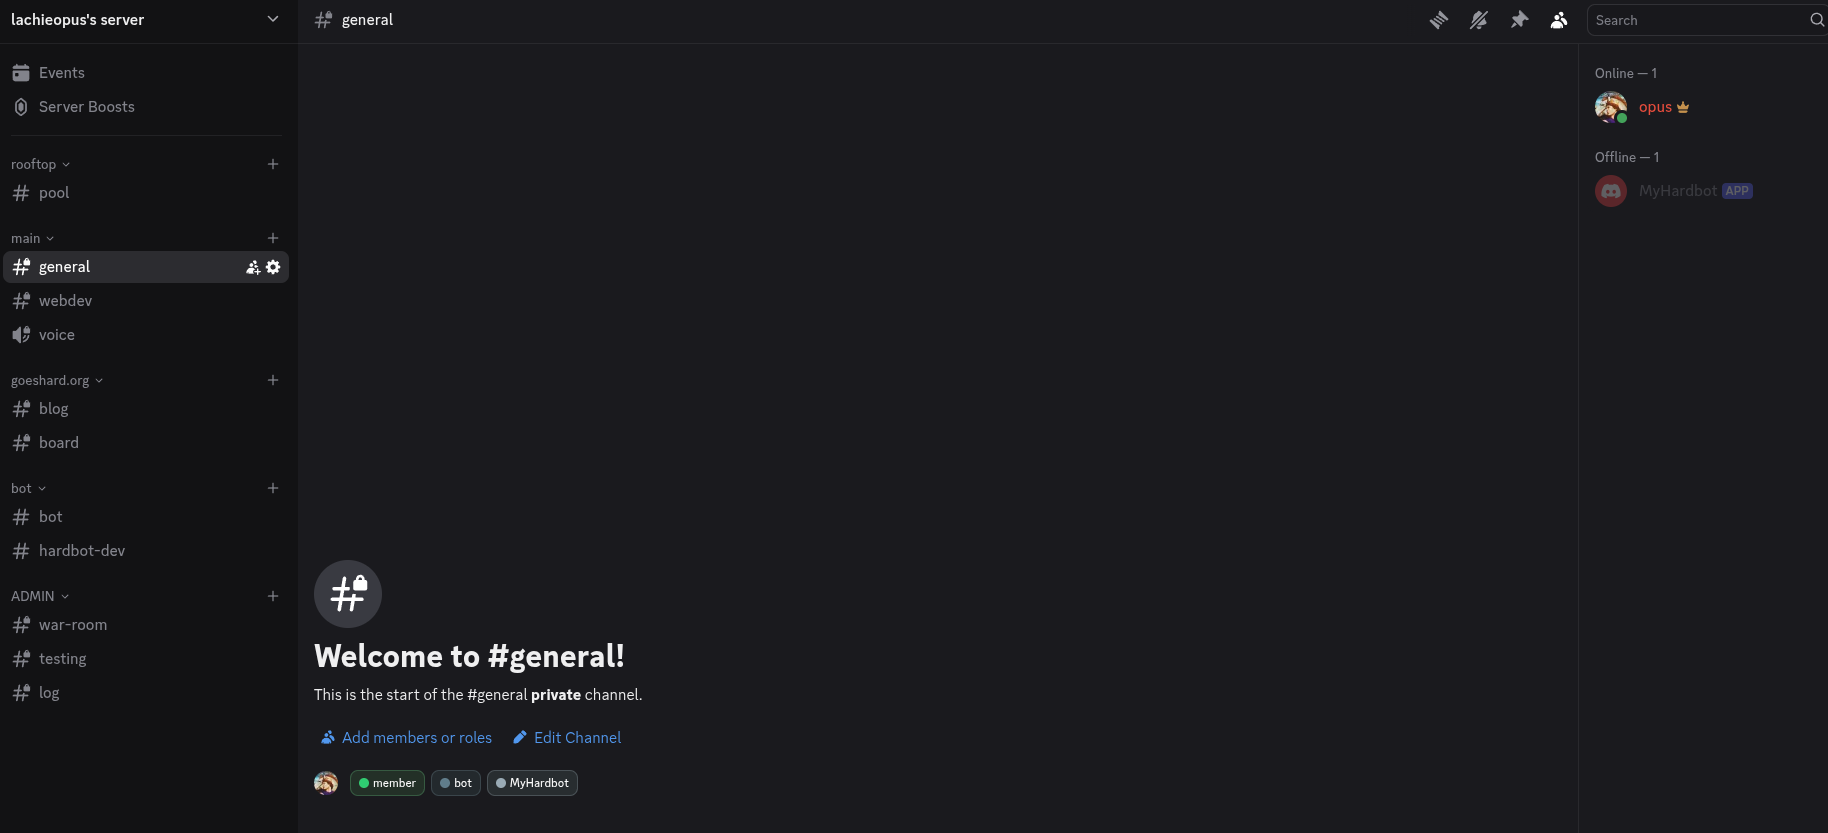 lachieopus's server
Events
Server Boosts
rooftop
pool
main
general
webdev
voice
goeshard.org
blog
board
bot
bot
hardbot-dev
ADMIN
war-room
testing
log
general
Search
Welcome to #general!
This is the start of the #general private channel.
Add members or roles Edit Channel
member bot MyHardbot
Online — 1
opus
Offline — 1
MyHardbot APP